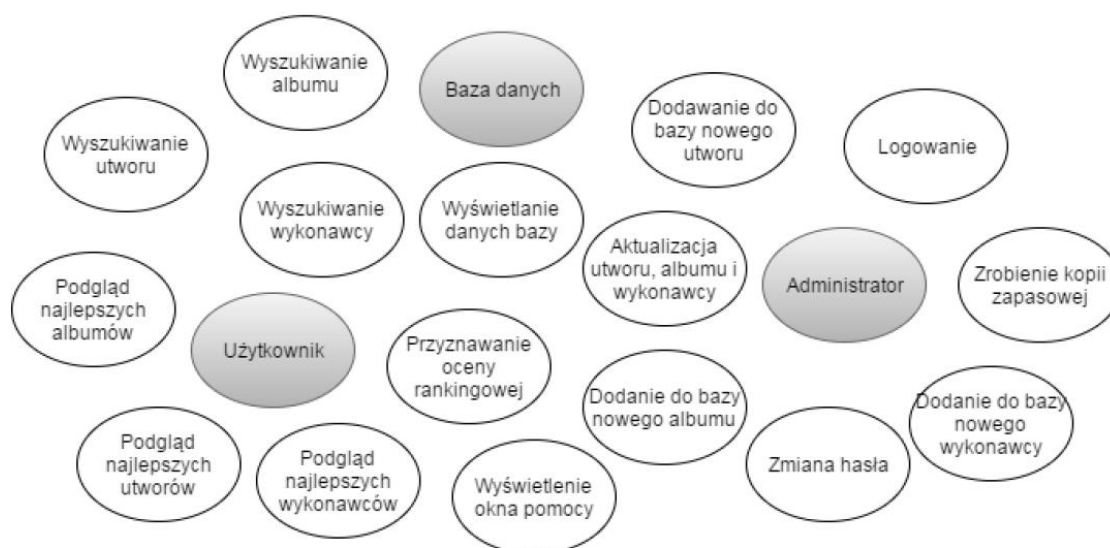 Wyszukiwanie
albumu
Baza danych
Dodawanie do
bazy nowego
utworu
Logowanie
Wyszukiwanie
utworu
Wyszukiwanie
wykonawcy
Wyświetlanie
danych bazy
Aktualizacja
utworu, albumu i
wykonawcy
Administrator
Zrobienie kopii
zapasowej
Podgląd
najlepszych
albumów
Użytkownik
Przyznawanie
oceny
rankingowej
Dodanie do bazy
nowego albumu
Dodanie do bazy
nowego
wykonawcy
Podgląd
najlepszych
utworów
Podgląd
najlepszych
wykonawców
Wyświetlenie
okna pomocy
Zmiana hasła